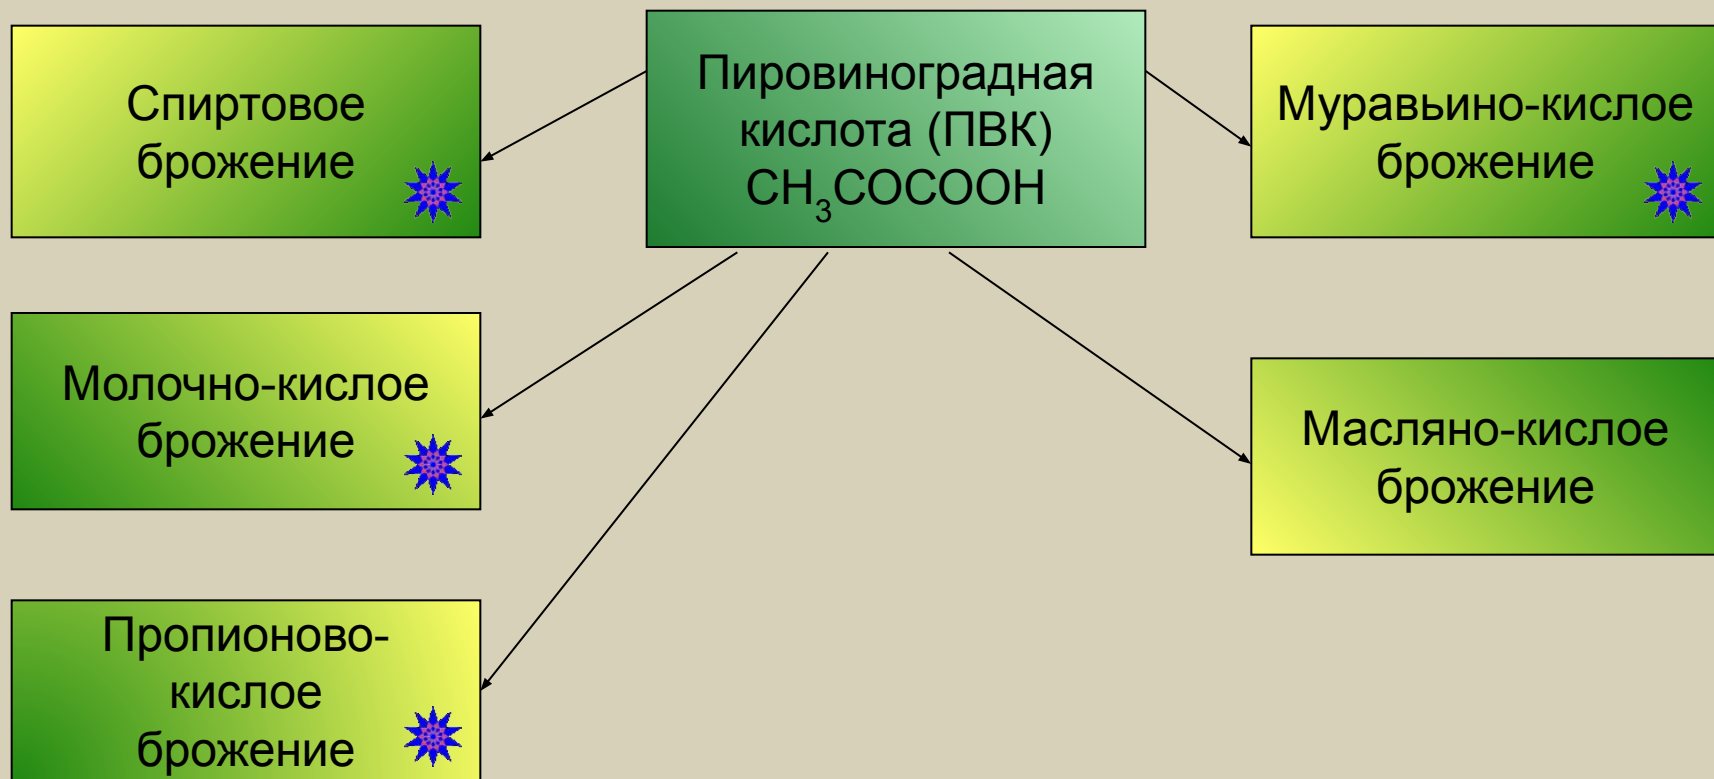 Спиртовое
брожение
Пировиноградная
кислота (ПВК)
CH₃COCOOH
Муравьино-кислое
брожение
Молочно-кислое
брожение
Масляно-кислое
брожение
Пропионово-
кислое
брожение